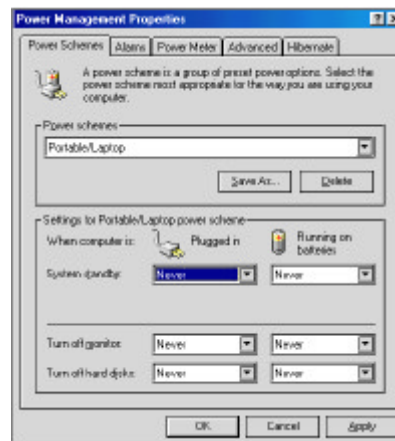 Power Management Properties
Power Schemes Alarms Power Meter Advanced Hibernate
A power scheme is a group of preset power options. Select the
power scheme most appropriate for the way you are using your
computer.
Power schemes
Portable/Laptop
Save As... Delete
Settings for Portable/Laptop power scheme
When computer is: Plugged in Running on
batteries
System standby: Never Never
Turn off monitor: Never Never
Turn off hard disks: Never Never
OK Cancel Apply